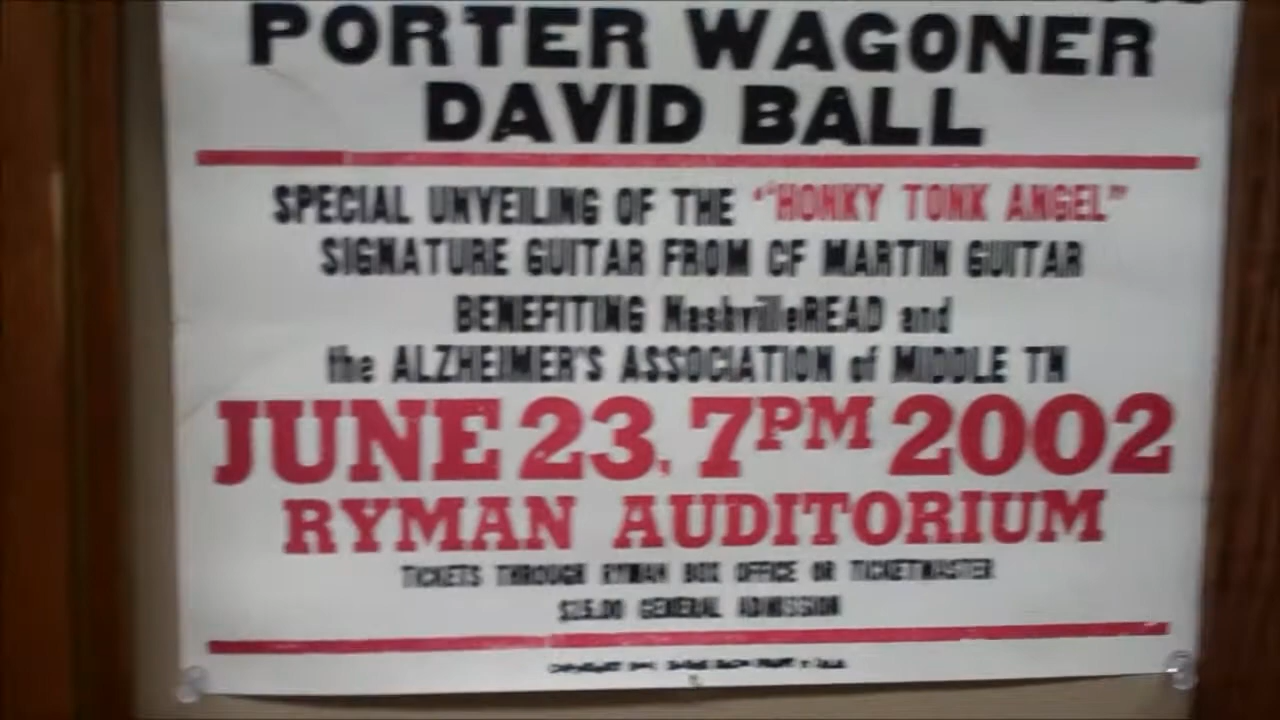 PORTER WAGONER
DAVID BALL
SPECIAL UNVEILING OF THE "HONKY TONK ANGEL"
SIGNATURE GUITAR FROM CF MARTIN GUITAR
BENEFITING NashvilleREAD and
the ALZHEIMER'S ASSOCIATION of MIDDLE TN
JUNE 23, 7PM 2002
RYMAN AUDITORIUM
TICKETS THROUGH RYMAN BOX OFFICE OR TICKETMASTER
GENERAL ADMISSION